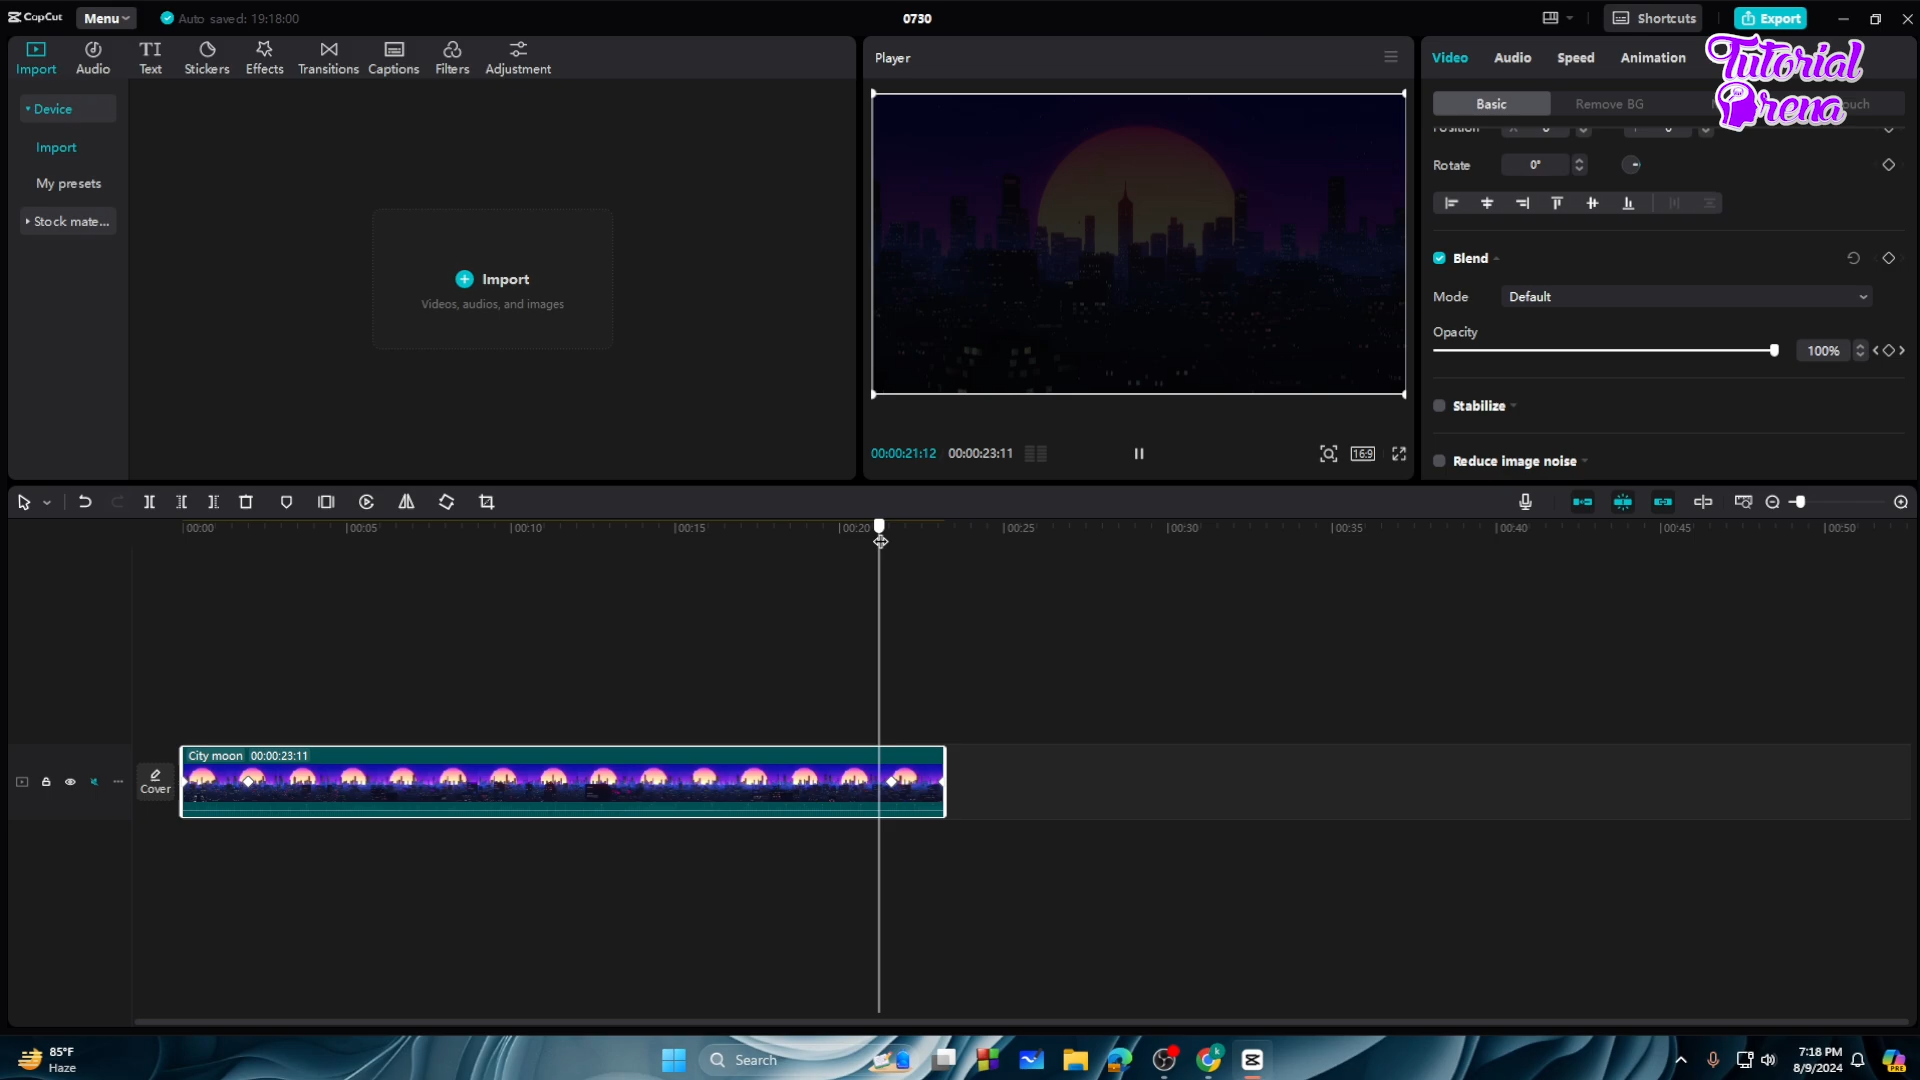 CapCut Menu Auto saved: 19:18:00 0730 Shortcuts Export
Import Audio Text Stickers Effects Transitions Captions Filters Adjustment
Player
Video Audio Speed Animation
Tutorial
Arena
Device
Import
My presets
Stock mate...
Import
Videos, audios, and images
Basic Remove BG
Position X 0 Y 0
Rotate 0°
Blend
Mode Default
Opacity
100%
Stabilize
Reduce image noise
00:00:21:12 00:00:23:11 16:9
00:00 00:05 00:10 00:15 00:20 00:25 00:30 00:35 00:40 00:45 00:50
City moon 00:00:23:11
Cover
85°F
Haze
Search
7:18 PM
8/9/2024
PRE